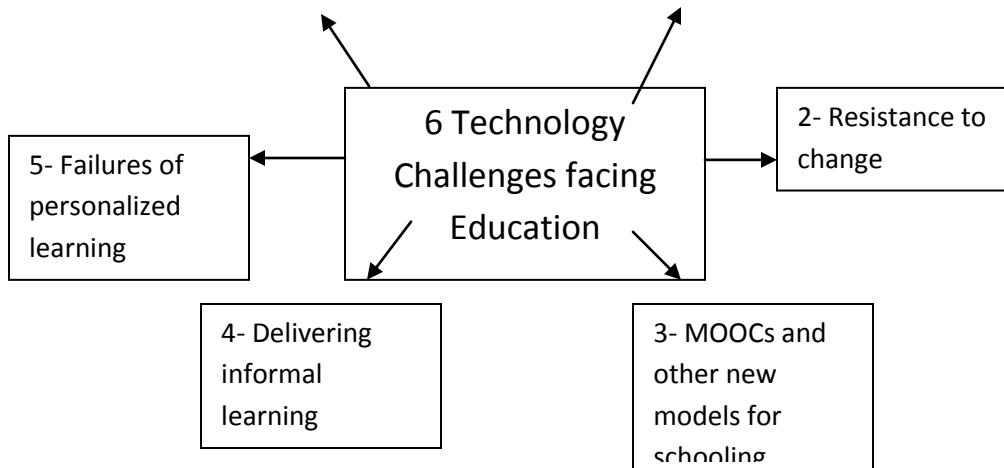 6 Technology
Challenges facing
Education
2- Resistance to
change
3- MOOCs and
other new
models for
schooling
4- Delivering
informal
learning
5- Failures of
personalized
learning